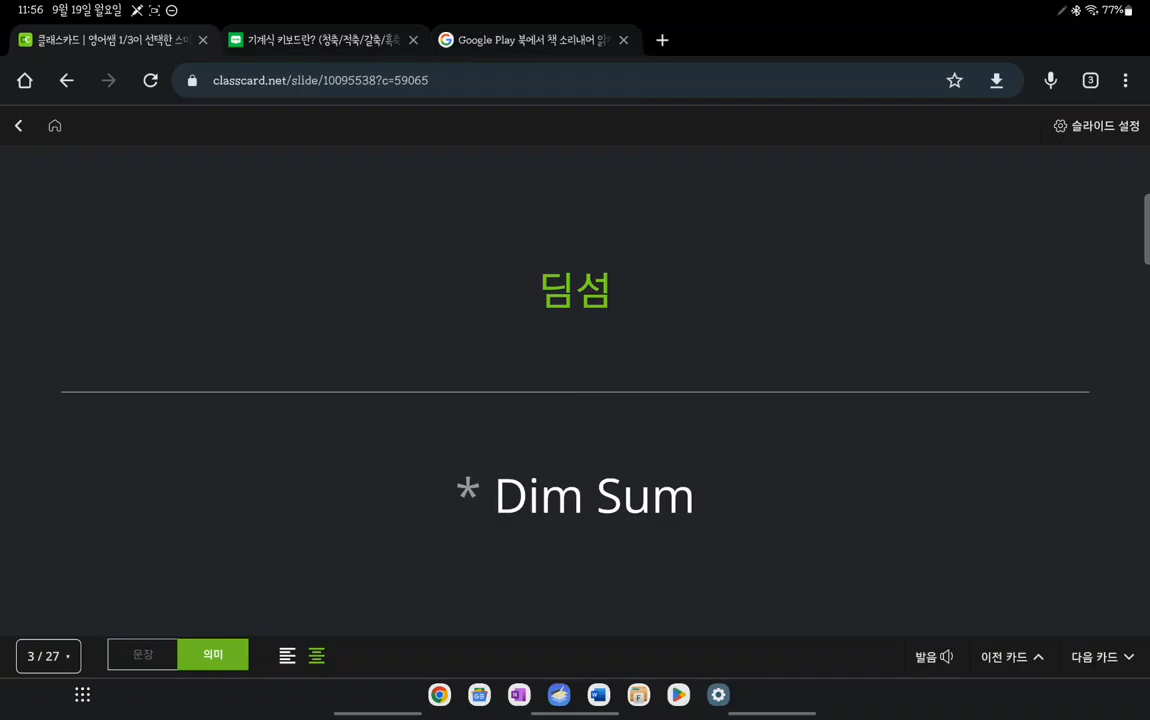 11:56 9월 19일 월요일
77%
클래스카드 | 영어쌤 1/3이 선택한 스마
기계식 키보드란? (청축/적축/갈축/흑축
Google Play 북에서 책 소리내어 읽기
classcard.net/slide/10095538?c=59065
3
슬라이드 설정
딤섬
* Dim Sum
3 / 27
문장
의미
발음
이전 카드
다음 카드